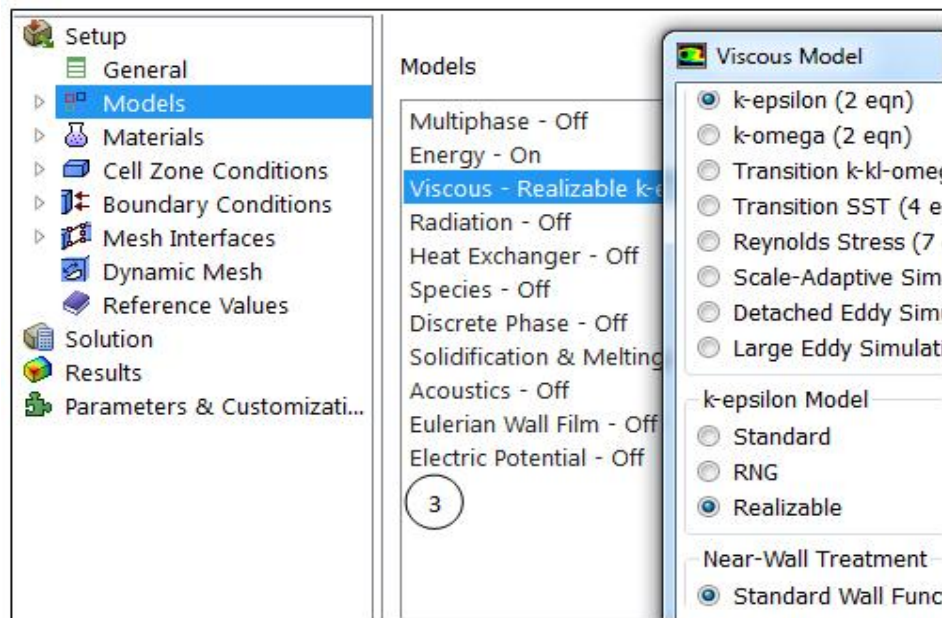 Setup
General
Models
Materials
Cell Zone Conditions
Boundary Conditions
Mesh Interfaces
Dynamic Mesh
Reference Values
Solution
Results
Parameters & Customizati...
Models
Multiphase - Off
Energy - On
Viscous - Realizable k-e
Radiation - Off
Heat Exchanger - Off
Species - Off
Discrete Phase - Off
Solidification & Melting
Acoustics - Off
Eulerian Wall Film - Off
Electric Potential - Off
3
Viscous Model
k-epsilon (2 eqn)
k-omega (2 eqn)
Transition k-kl-omeg
Transition SST (4 e
Reynolds Stress (7
Scale-Adaptive Sim
Detached Eddy Sim
Large Eddy Simulati
k-epsilon Model
Standard
RNG
Realizable
Near-Wall Treatment
Standard Wall Func